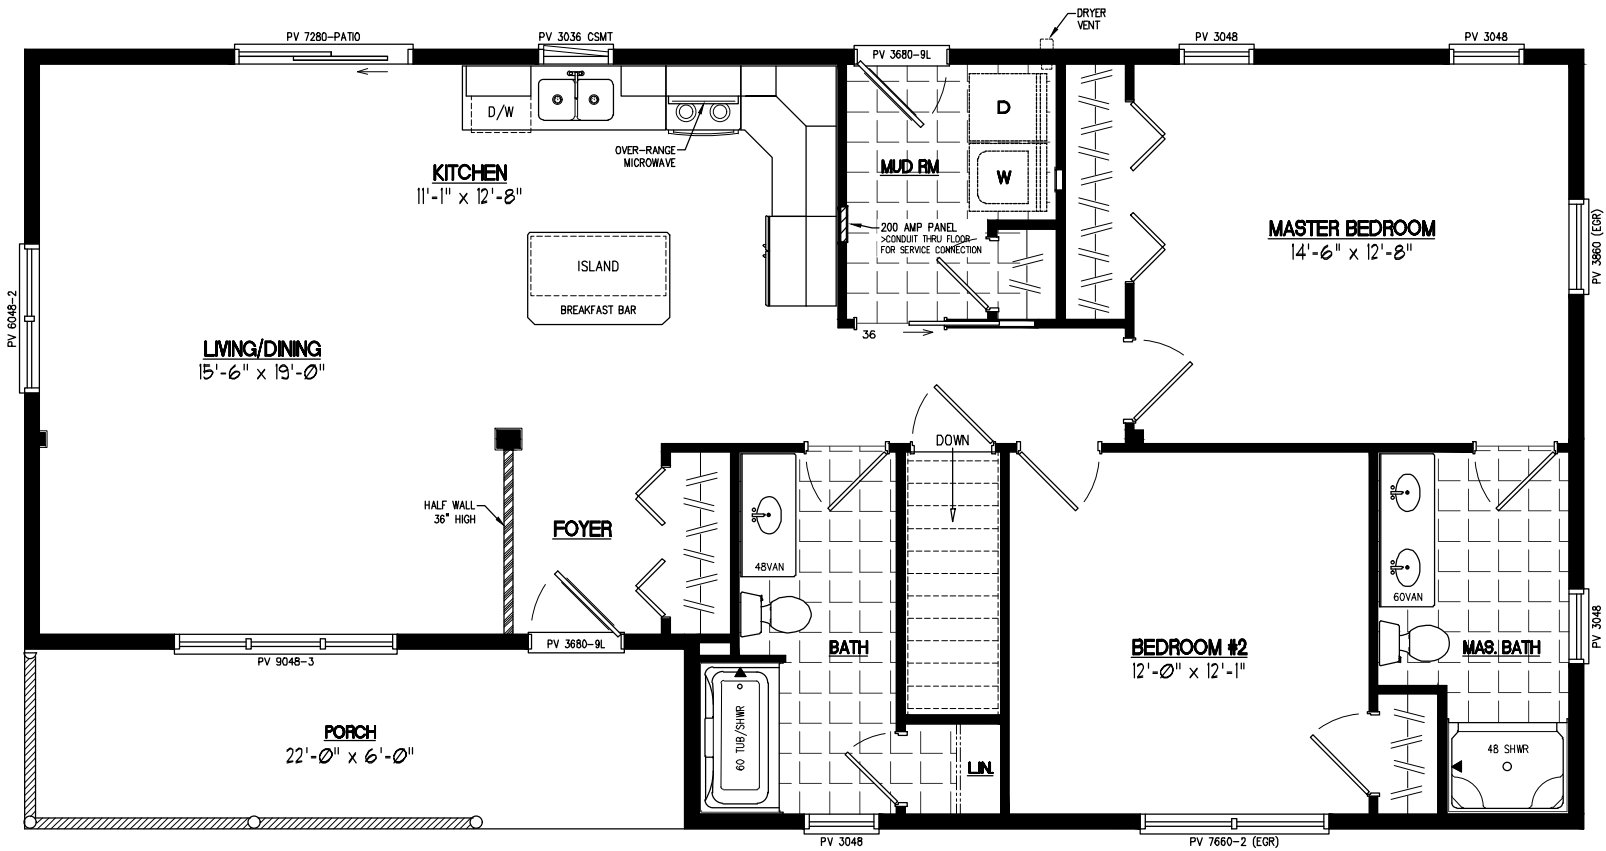 DRYER
VENT
PV 7280-PATIO
PV 3036 CSMT
PV 3680-9L
PV 3048
PV 3048
D/W
OVER-RANGE
MICROWAVE
D
W
MUD RM
KITCHEN
11'-1" x 12'-8"
200 AMP PANEL
>CONDUIT THRU FLOOR
FOR SERVICE CONNECTION
MASTER BEDROOM
14'-6" x 12'-8"
PV 3860 (EGR)
ISLAND
BREAKFAST BAR
PV 6048-2
LIVING/DINING
15'-6" x 19'-0"
36
DOWN
HALF WALL
36" HIGH
FOYER
48VAN
60VAN
PV 3048
PV 3680-9L
BATH
BEDROOM #2
12'-0" x 12'-1"
MAS. BATH
PV 9048-3
PORCH
22'-0" x 6'-0"
60 TUB/SHWR
LIN.
48 SHWR
PV 3048
PV 7660-2 (EGR)